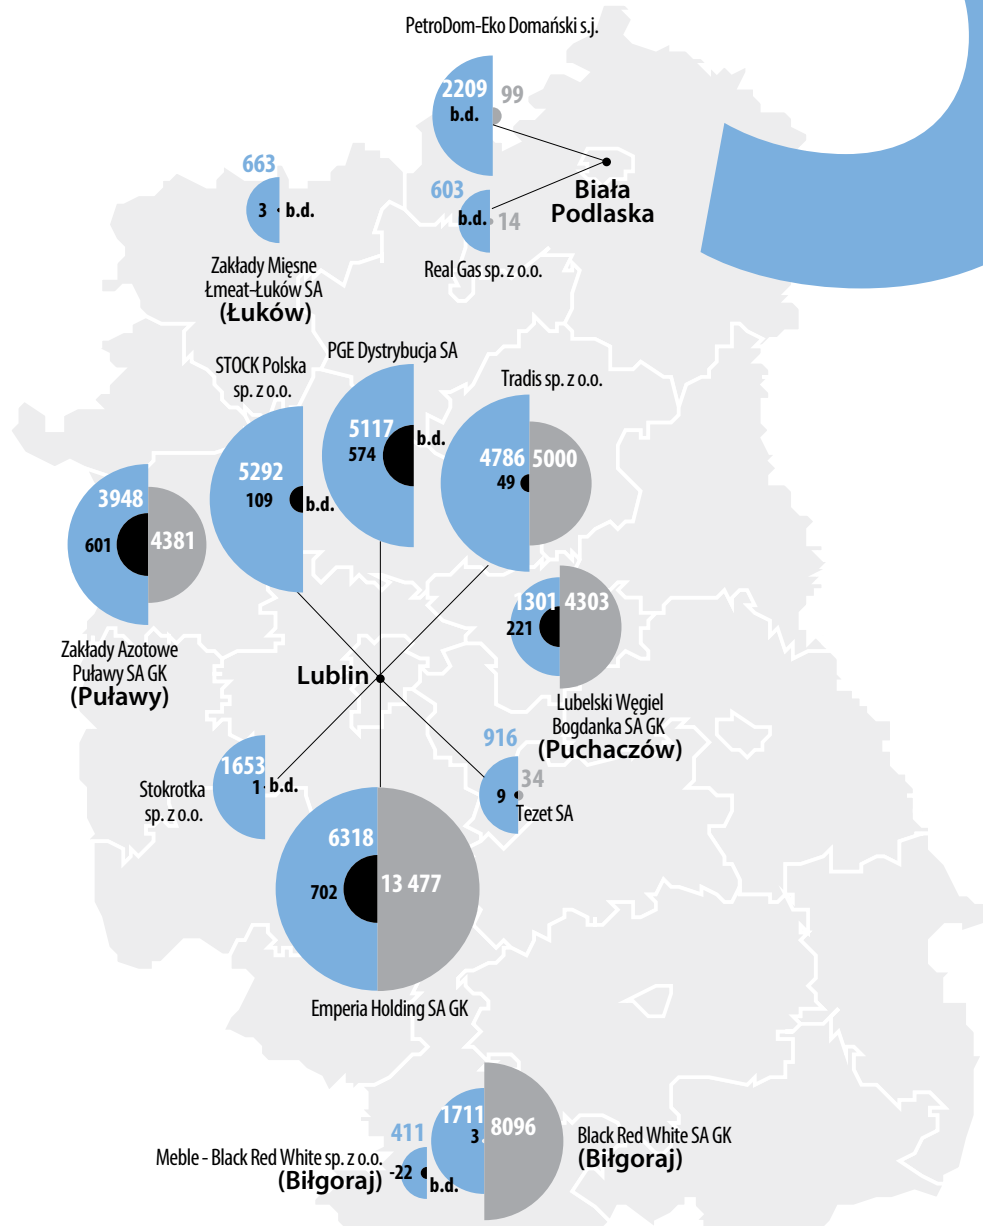 PetroDom-Eko Domański s.j.
2209
99
b.d.
Biała
Podlaska
603
b.d.
14
Real Gas sp. z o.o.
663
3
b.d.
Zakłady Mięsne
Łmeat-Łuków SA
(Łuków)
STOCK Polska
sp. z o.o.
5292
109
b.d.
PGE Dystrybucja SA
5117
574
b.d.
Tradis sp. z o.o.
4786
5000
49
3948
601
4381
Zakłady Azotowe
Puławy SA GK
(Puławy)
1301
4303
221
Lubelski Węgiel
Bogdanka SA GK
(Puchaczów)
Lublin
1653
1
b.d.
Stokrotka
sp. z o.o.
916
34
9
Tezet SA
6318
702
13 477
Emperia Holding SA GK
411
-22
b.d.
Meble - Black Red White sp. z o.o.
(Biłgoraj)
1711
3
8096
Black Red White SA GK
(Biłgoraj)